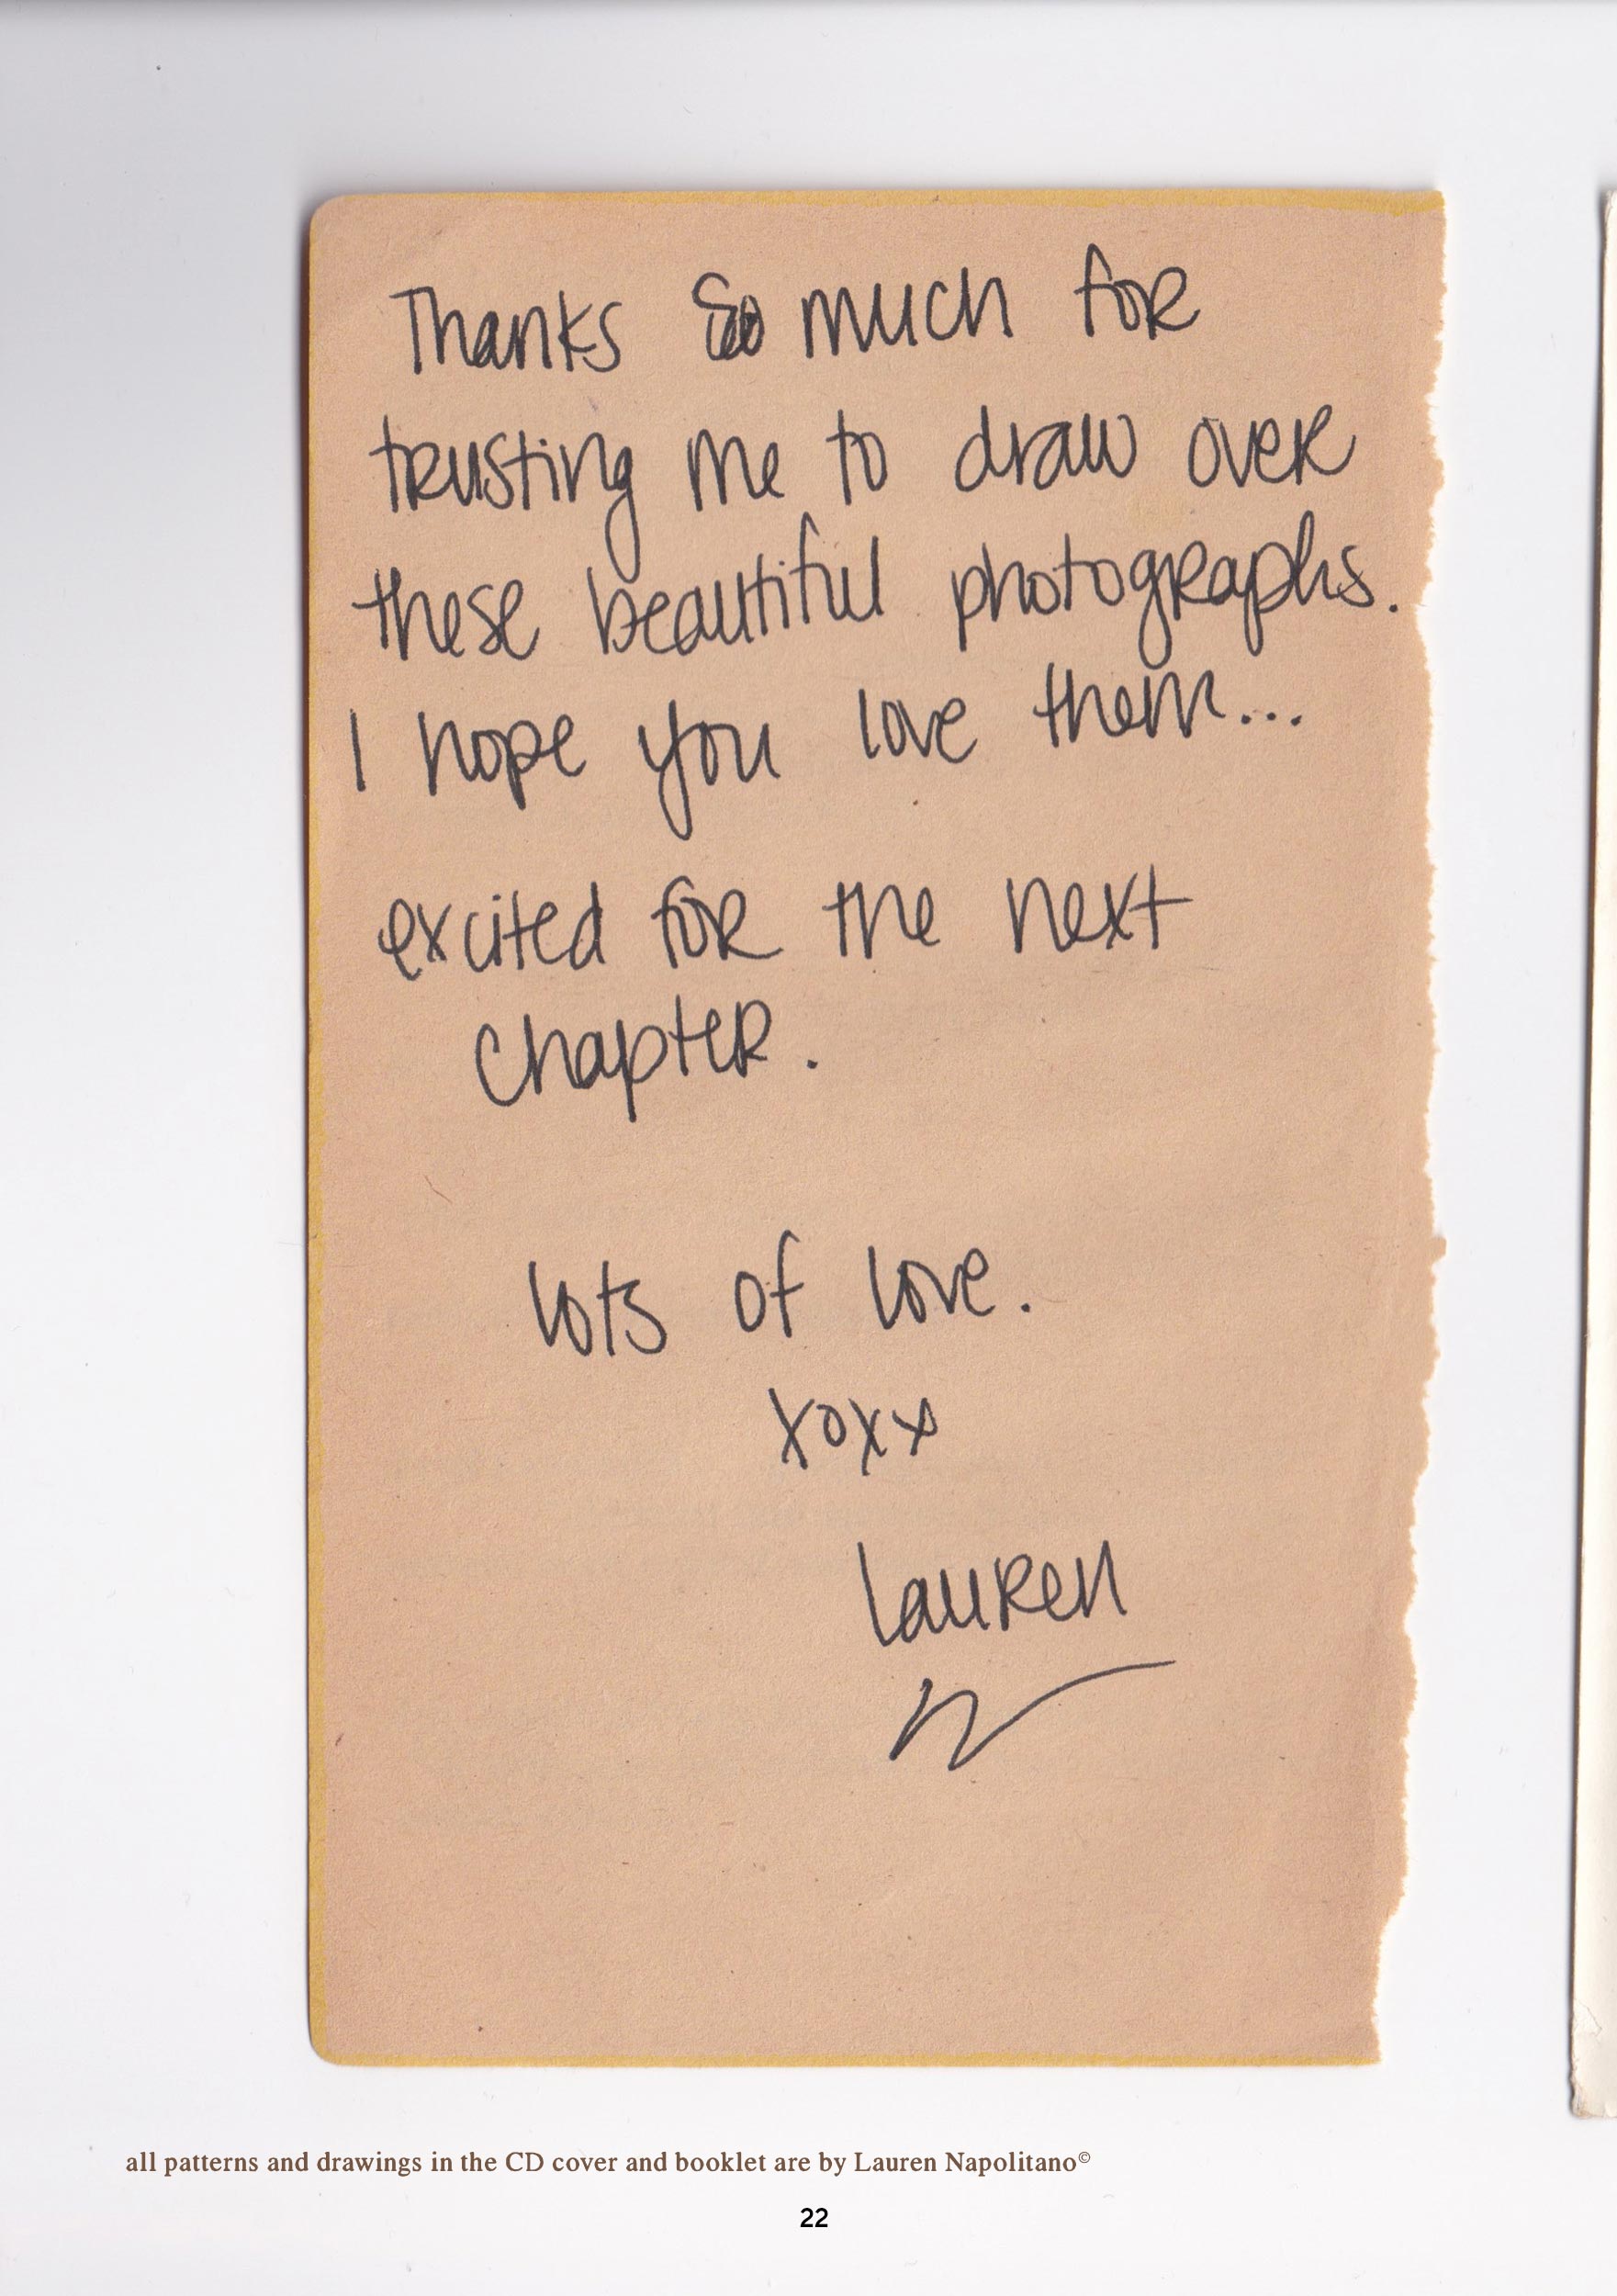 Thanks so much for
trusting me to draw over
these beautiful photographs.
I hope you love them...
excited for the next
chapter.
lots of love.
xoxx
Lauren
all patterns and drawings in the CD cover and booklet are by Lauren Napolitano©
22